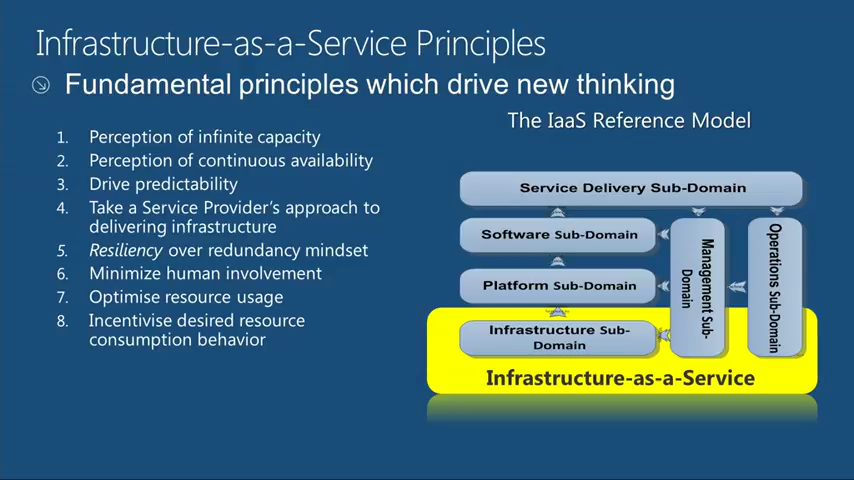 Infrastructure-as-a-Service Principles
Fundamental principles which drive new thinking
1. Perception of infinite capacity
2. Perception of continuous availability
3. Drive predictability
4. Take a Service Provider's approach to
delivering infrastructure
5. Resiliency over redundancy mindset
6. Minimize human involvement
7. Optimise resource usage
8. Incentivise desired resource
consumption behavior
The IaaS Reference Model
Service Delivery Sub-Domain
Software Sub-Domain
Platform Sub-Domain
Infrastructure Sub-
Domain
Management Sub-
Domain
Operations Sub-Domain
Infrastructure-as-a-Service